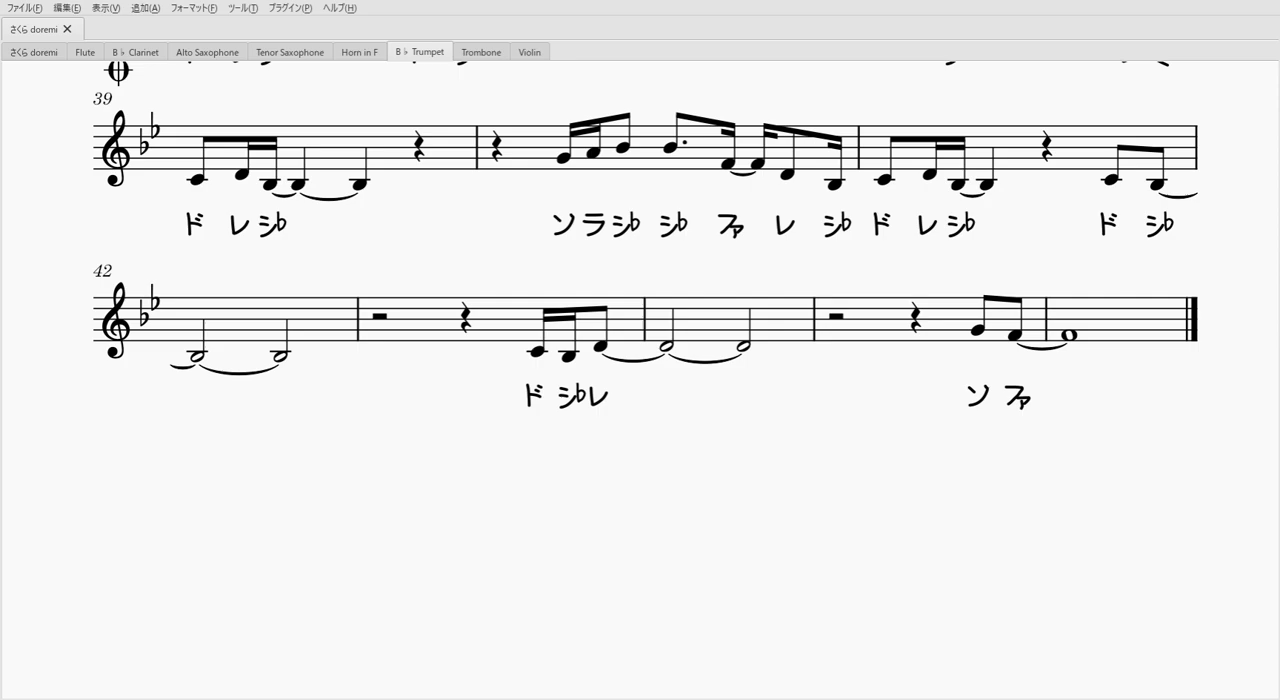 ファイル(F) 編集(E) 表示(V) 追加(A) フォーマット(F) ツール(T) プラグイン(P) ヘルプ(H)
さくら doremi
さくら doremi Flute B♭ Clarinet Alto Saxophone Tenor Saxophone Horn in F B♭ Trumpet Trombone Violin
39
ド レ シ♭ ソ ラ シ♭ シ♭ ファ レ シ♭ ド レ シ♭ ド シ♭
42
ド シ♭ レ ソ ファ